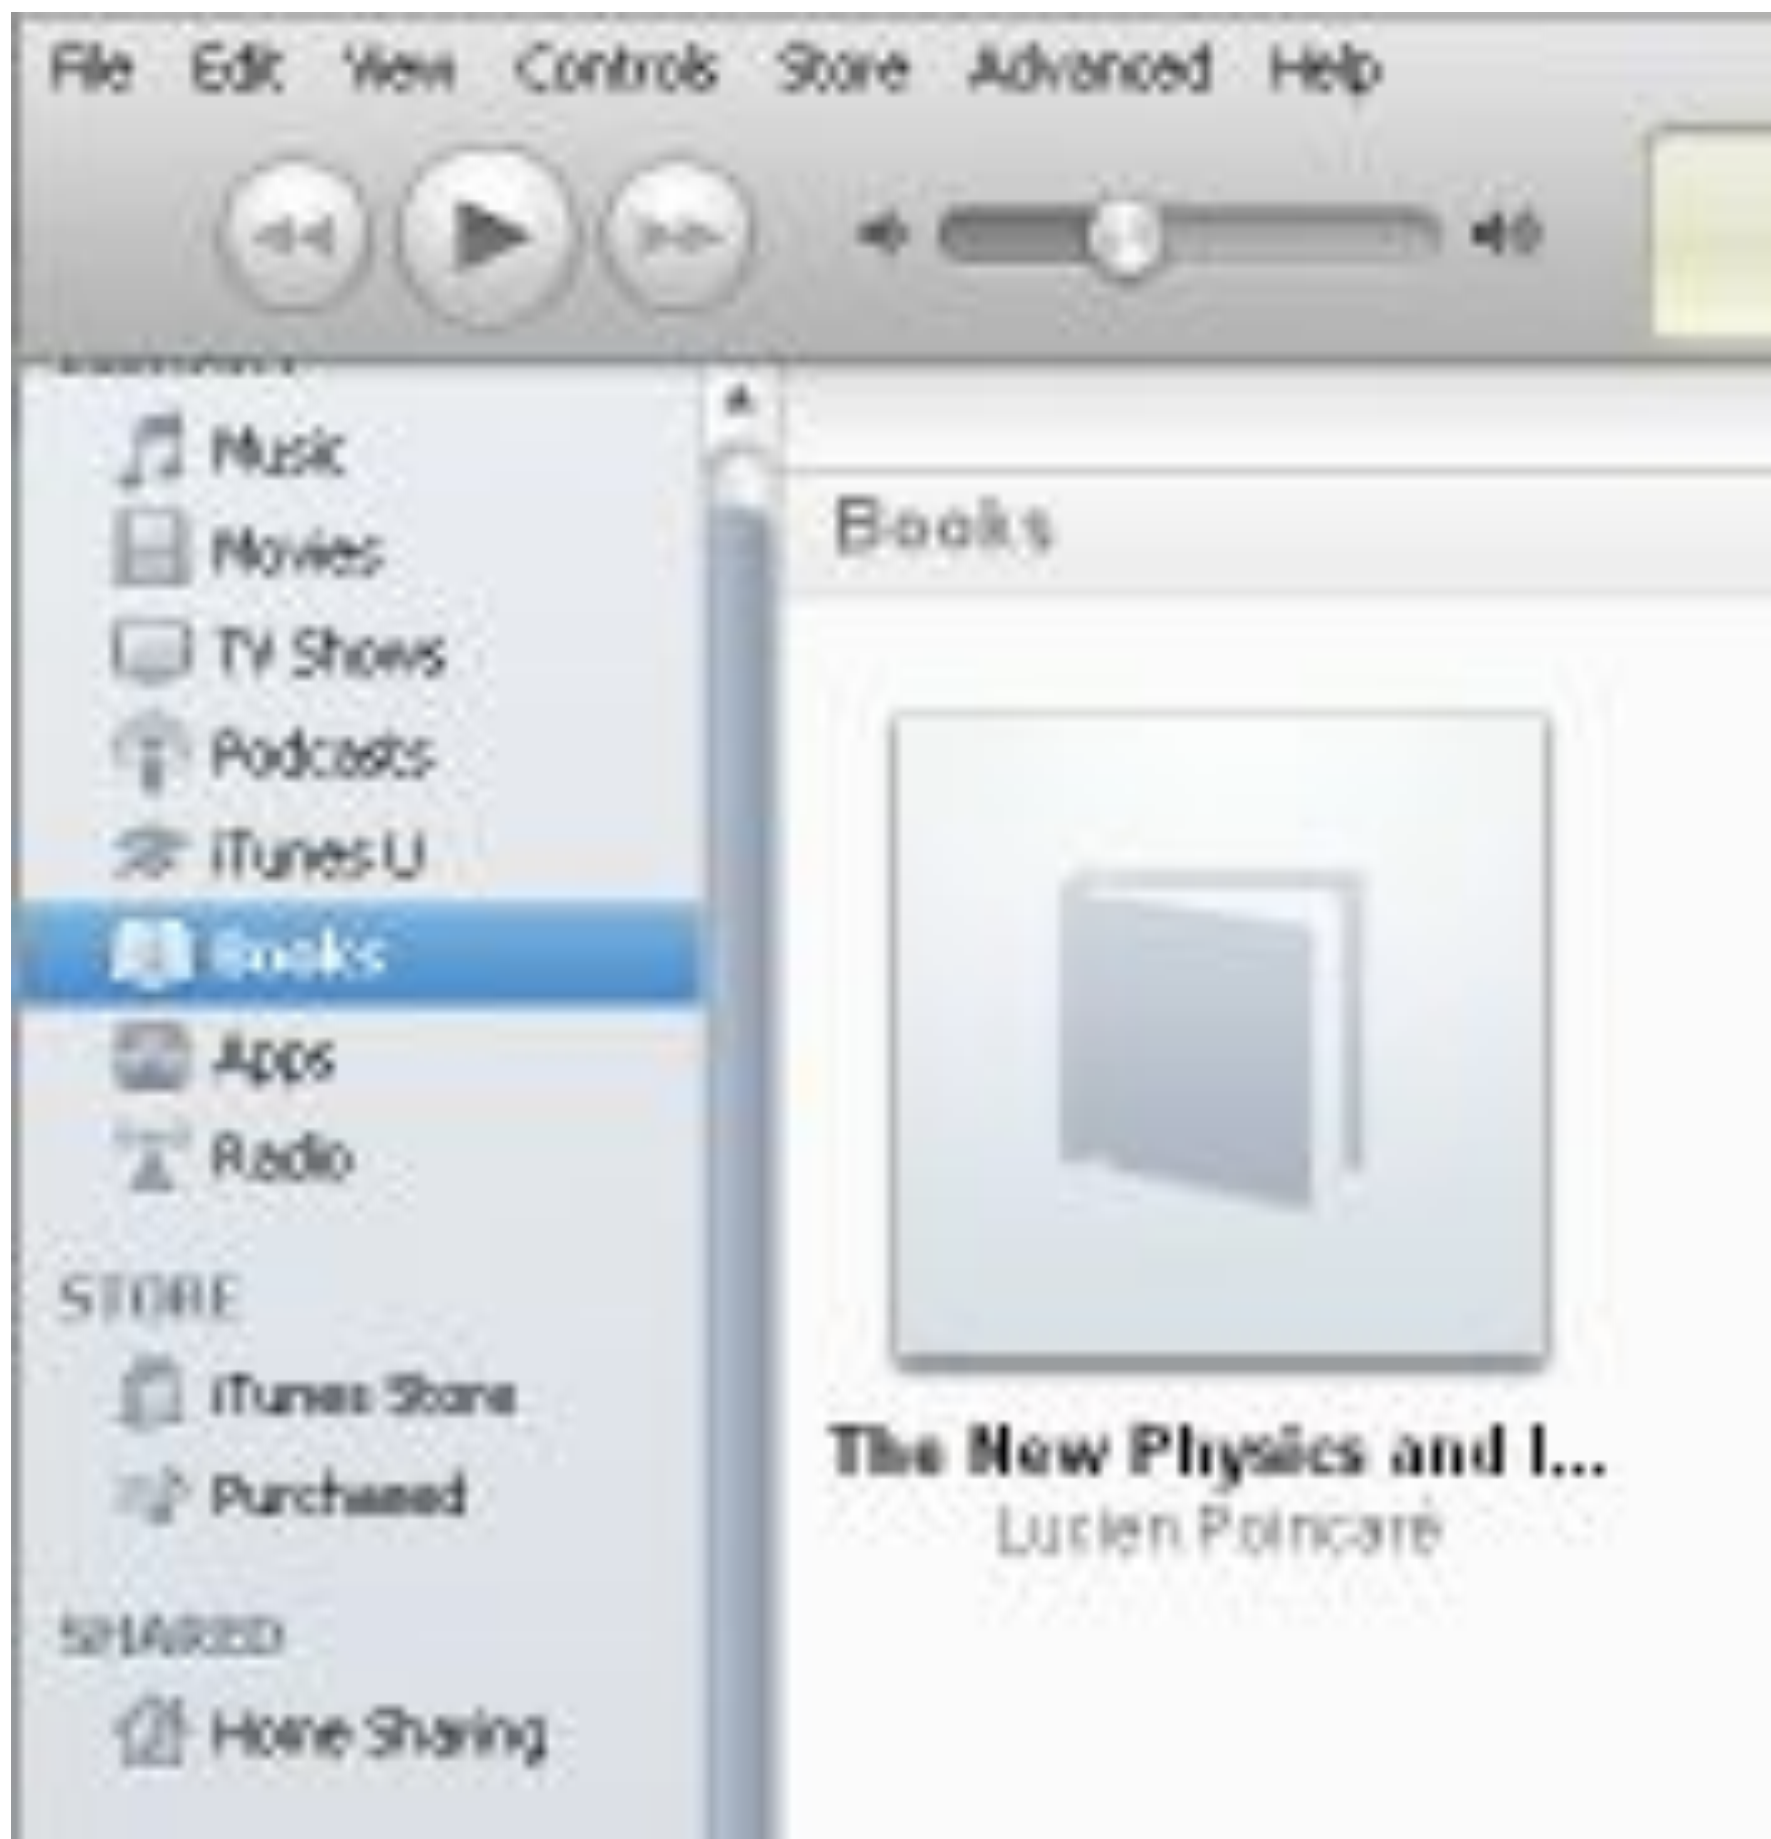 File Edit View Controls Store Advanced Help
Music
Movies
TV Shows
Podcasts
iTunes U
Books
Apps
Radio
STORE
iTunes Store
Purchased
SHARED
Home Sharing
Books
The New Physics and I...
Lucien Poincaré